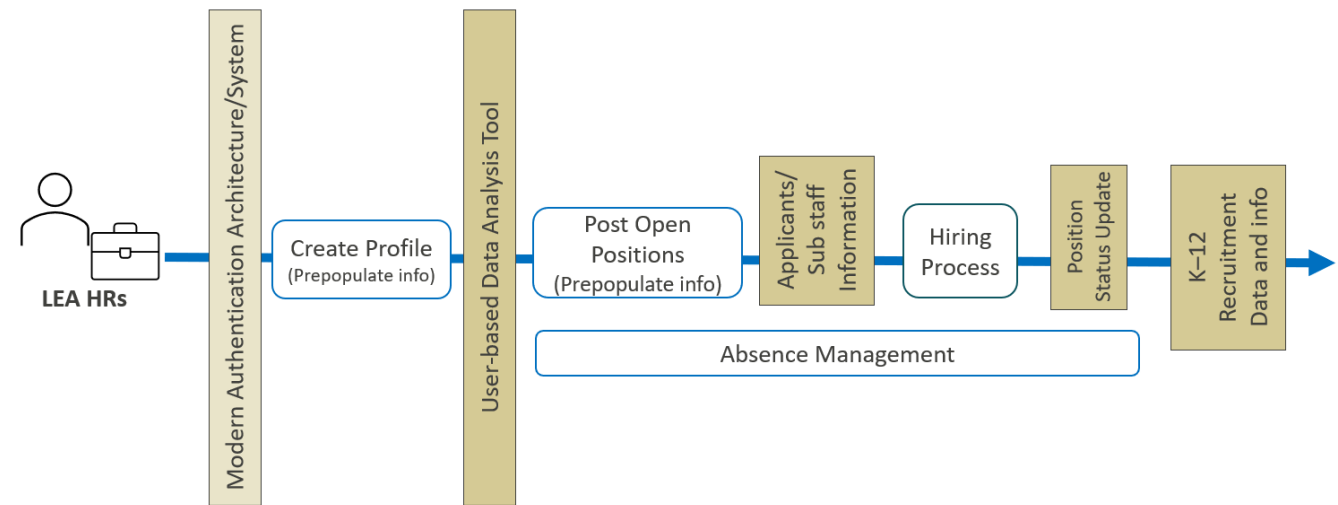 LEA HRs
Modern Authentication Architecture/System
Create Profile
(Prepopulate info)
User-based Data Analysis Tool
Post Open
Positions
(Prepopulate info)
Applicants/
Sub staff
Information
Hiring
Process
Position
Status Update
K–12
Recruitment
Data and info
Absence Management